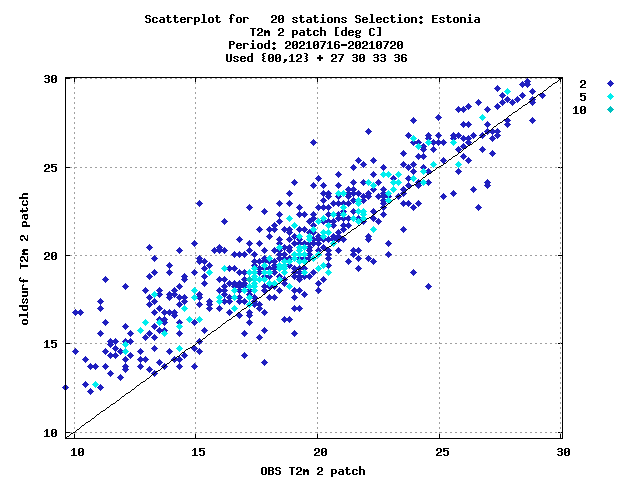 Scatterplot for   20 stations Selection: Estonia
T2m 2 patch [deg C]
Period: 20210716-20210720
Used {00,12} + 27 30 33 36
2
5
10
30
25
20
15
10
oldsurf T2m 2 patch
10 15 20 25 30
OBS T2m 2 patch